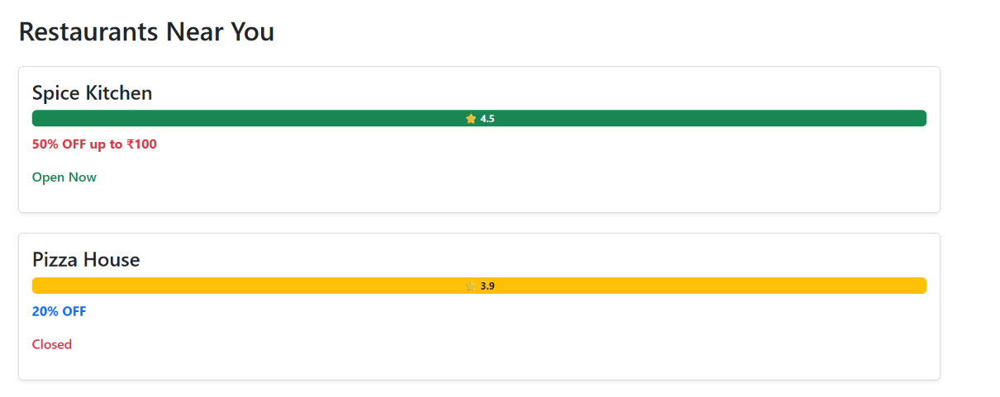 Restaurants Near You
Spice Kitchen
⭐ 4.5
50% OFF up to ₹100
Open Now
Pizza House
⭐ 3.9
20% OFF
Closed